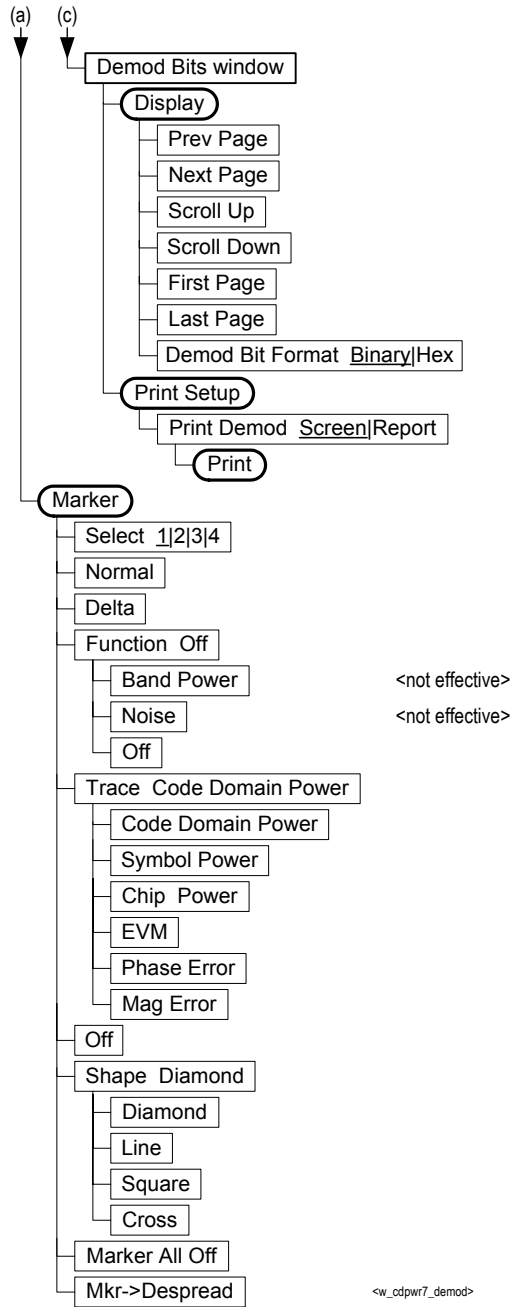 (a) (c)
Demod Bits window
Display
Prev Page
Next Page
Scroll Up
Scroll Down
First Page
Last Page
Demod Bit Format Binary|Hex
Print Setup
Print Demod Screen|Report
Print
Marker
Select 1|2|3|4
Normal
Delta
Function Off
Band Power <not effective>
Noise <not effective>
Off
Trace Code Domain Power
Code Domain Power
Symbol Power
Chip Power
EVM
Phase Error
Mag Error
Off
Shape Diamond
Diamond
Line
Square
Cross
Marker All Off
Mkr->Despread <w_cdpwr7_demod>